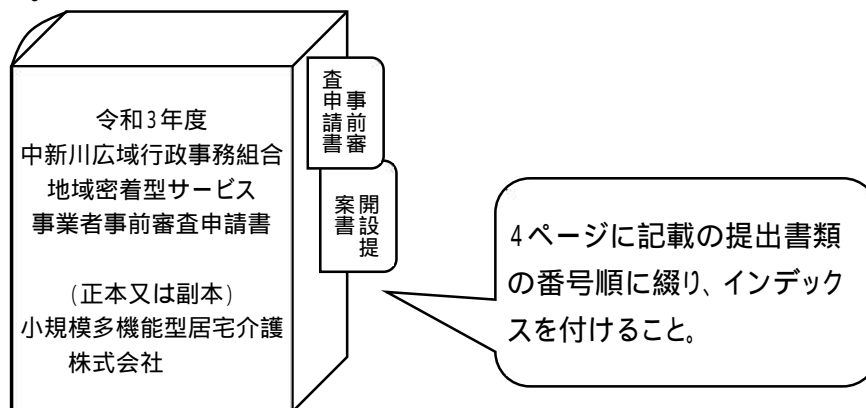 令和3年度
中新川広域行政事務組合
地域密着型サービス
事業者事前審査申請書
(正本又は副本)
小規模多機能型居宅介護
株式会社
事前審
査申請書
開設提
案書
4ページに記載の提出書類
の番号順に綴り、インデック
スを付けること。